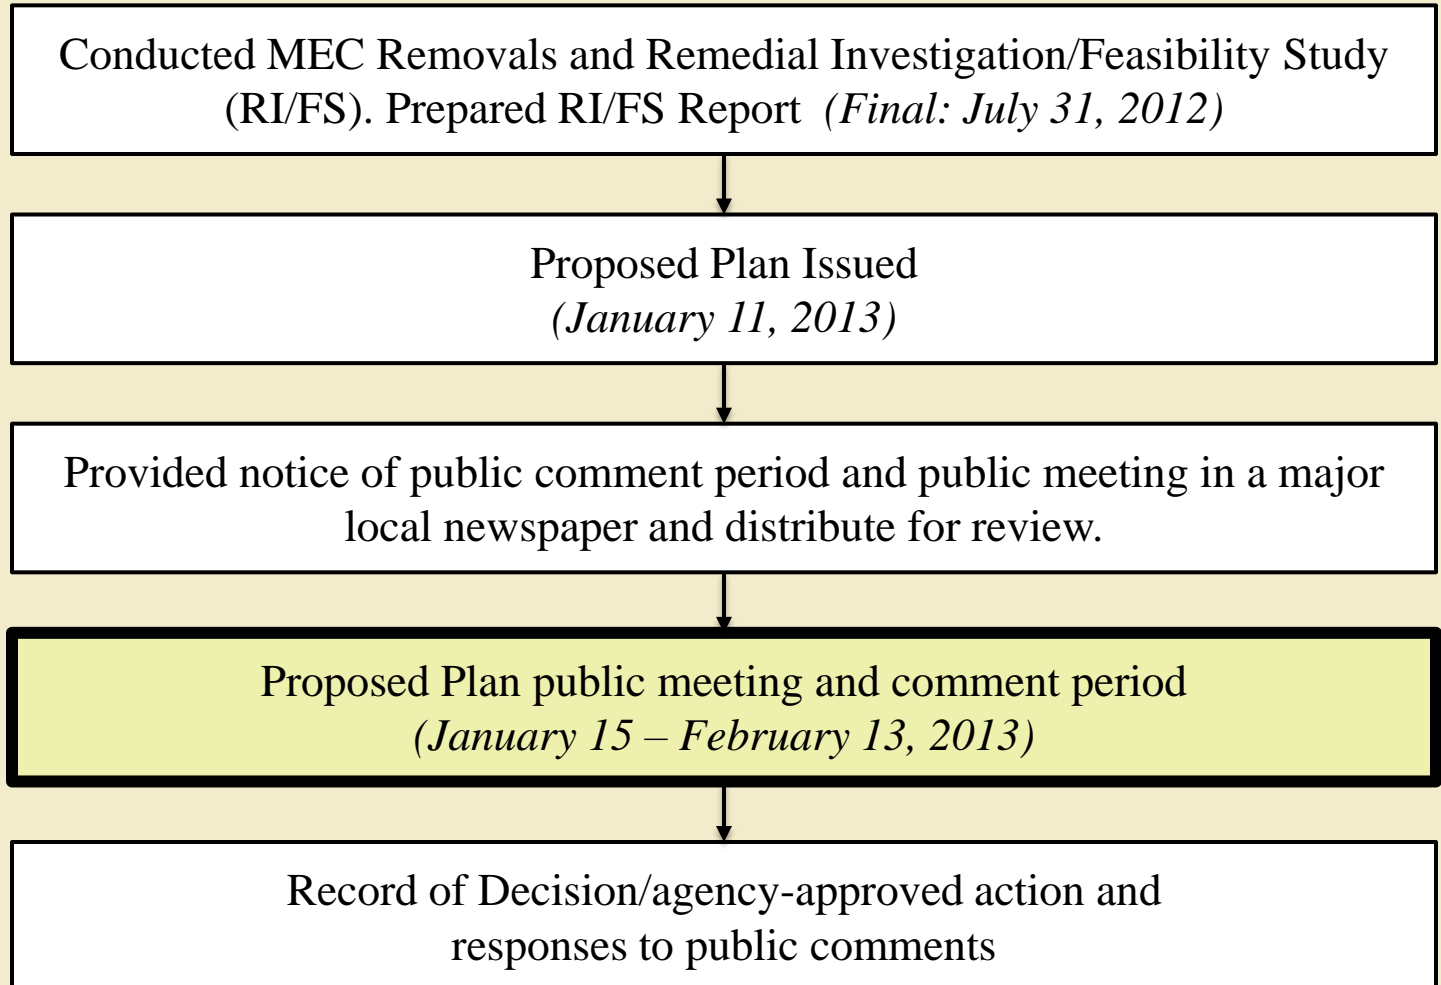 Conducted MEC Removals and Remedial Investigation/Feasibility Study
(RI/FS). Prepared RI/FS Report (Final: July 31, 2012)
Proposed Plan Issued
(January 11, 2013)
Provided notice of public comment period and public meeting in a major
local newspaper and distribute for review.
Proposed Plan public meeting and comment period
(January 15 – February 13, 2013)
Record of Decision/agency-approved action and
responses to public comments